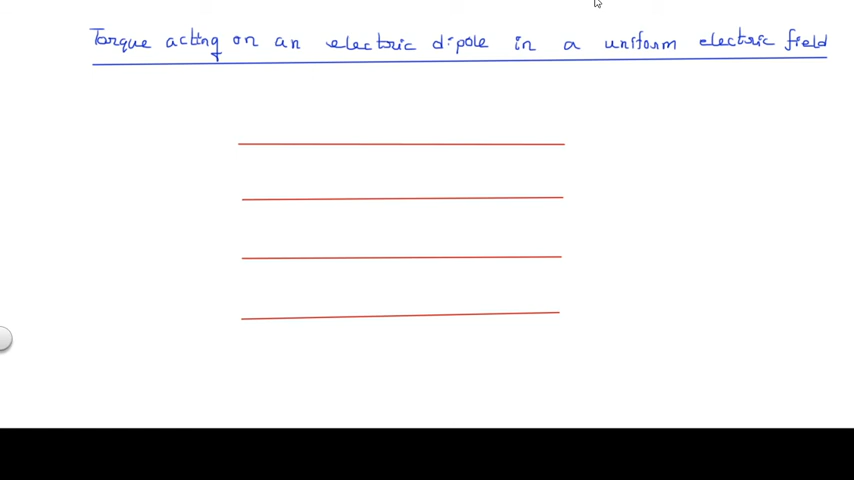 Torque acting on an electric dipole in a uniform electric field